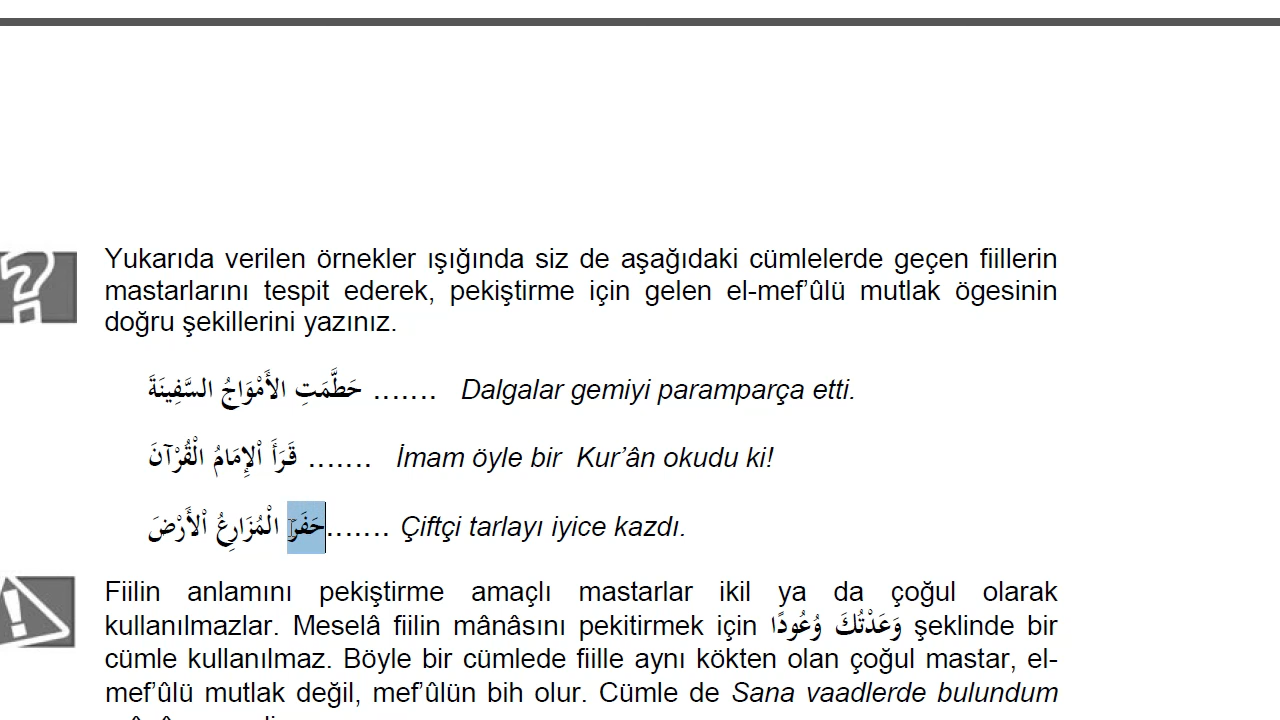 Yukarıda verilen örnekler ışığında siz de aşağıdaki cümlelerde geçen fiillerin
mastarlarını tespit ederek, pekiştirme için gelen el-mef’ûlü mutlak ögesinin
doğru şekillerini yazınız.
حَطَّمَتِ الأَمْوَاجُ السَّفِينَةَ ....... Dalgalar gemiyi paramparça etti.
قَرَأَ اْلإِمَامُ الْقُرْآنَ ....... İmam öyle bir Kur’ân okudu ki!
حَفَرَ الْمُزَارِعُ اْلأَرْضَ ....... Çiftçi tarlayı iyice kazdı.
Fiilin anlamını pekiştirme amaçlı mastarlar ikil ya da çoğul olarak
kullanılmazlar. Meselâ fiilin mânâsını pekitirmek için وَعَدْتُكَ وُعُودًا şeklinde bir
cümle kullanılmaz. Böyle bir cümlede fiille aynı kökten olan çoğul mastar, el-
mef’ûlü mutlak değil, mef’ûlün bih olur. Cümle de Sana vaadlerde bulundum